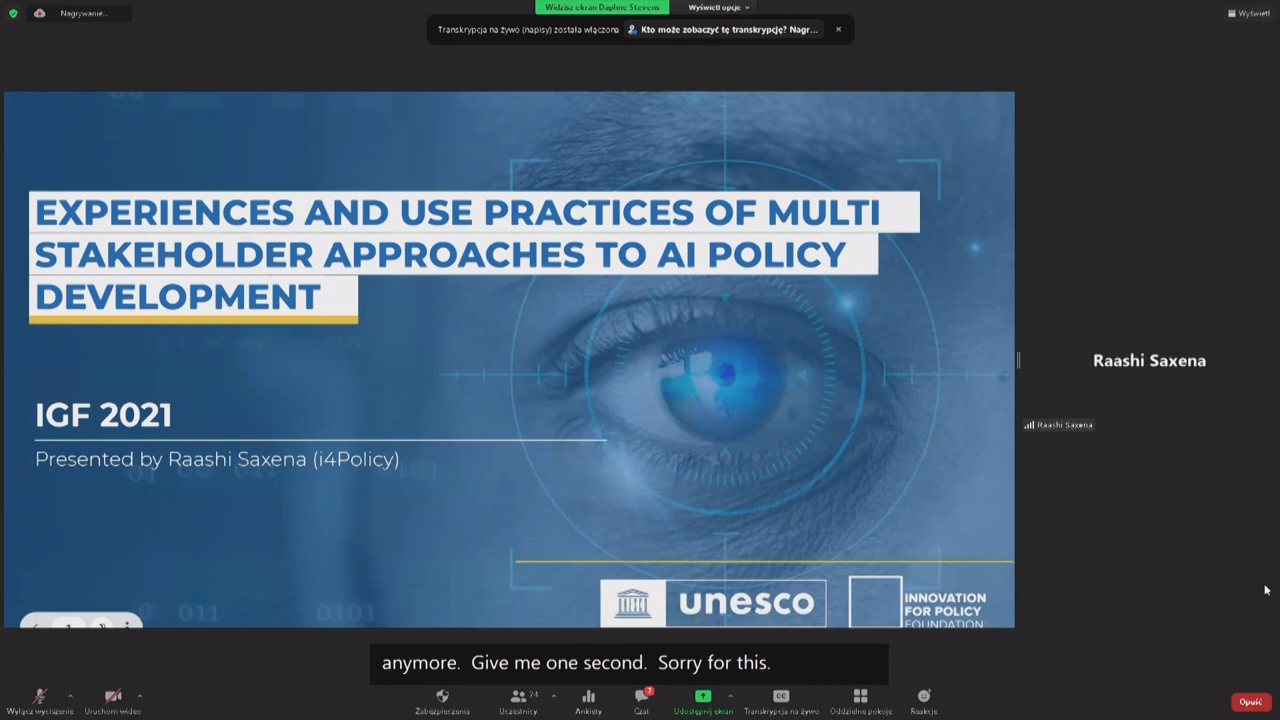 Nagrywanie...
Widzisz ekran Daphne Stevens
Wyświetl opcje
Wyświetl
Transkrypcja na żywo (napisy) została włączona
Kto może zobaczyć tę transkrypcję? Nagr...
EXPERIENCES AND USE PRACTICES OF MULTI
STAKEHOLDER APPROACHES TO AI POLICY
DEVELOPMENT
IGF 2021
Presented by Raashi Saxena (i4Policy)
Raashi Saxena
Raashi Saxena
unesco
INNOVATION
FOR POLICY
FOUNDATION
011
0101
anymore. Give me one second. Sorry for this.
Wyłącz wyciszenie
Uruchom wideo
Zabezpieczenia
Uczestnicy
24
Ankiety
Czat
7
Udostępnij ekran
CC
Transkrypcja na żywo
Oddzielne pokoje
Reakcje
Opuść